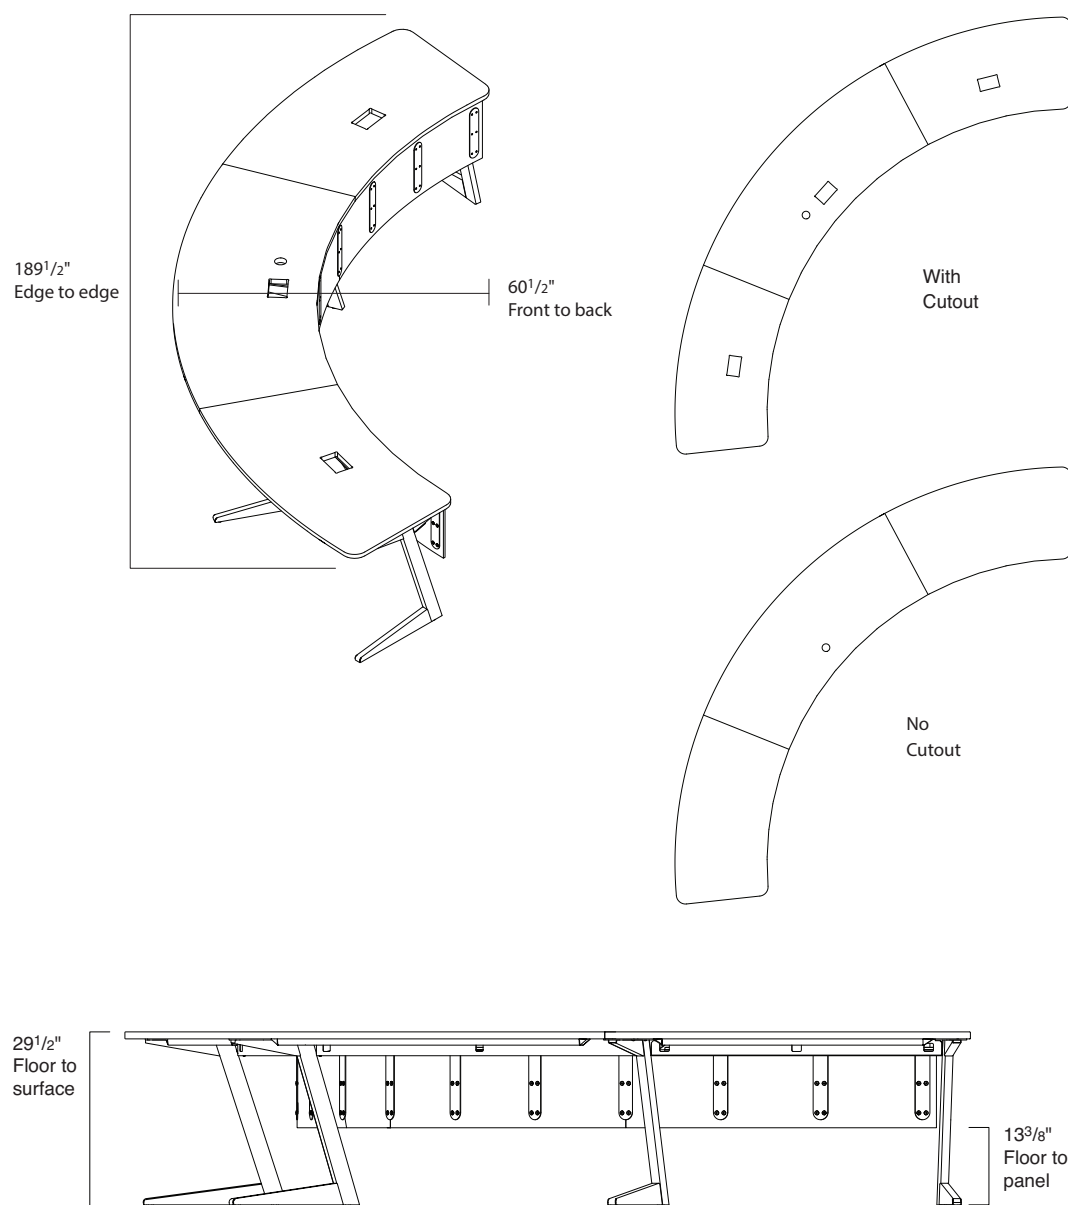 189 1/2"
Edge to edge
60 1/2"
Front to back
With
Cutout
No
Cutout
29 1/2"
Floor to
surface
13 3/8"
Floor to
panel